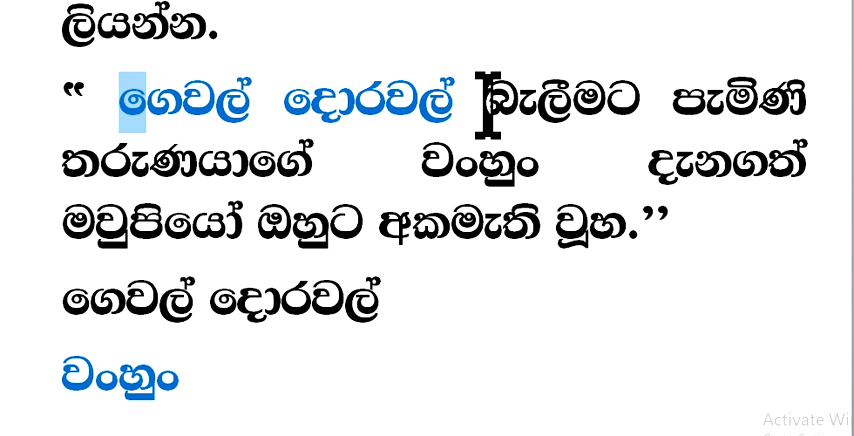 ලියන්න.
“ ගෙවල් දොරවල් බැලීමට පැමිණි
තරුණයාගේ වංහුං දැනගත්
මවුපියෝ ඔහුට අකමැති වූහ.’’
ගෙවල් දොරවල්
වංහුං
Activate Wi